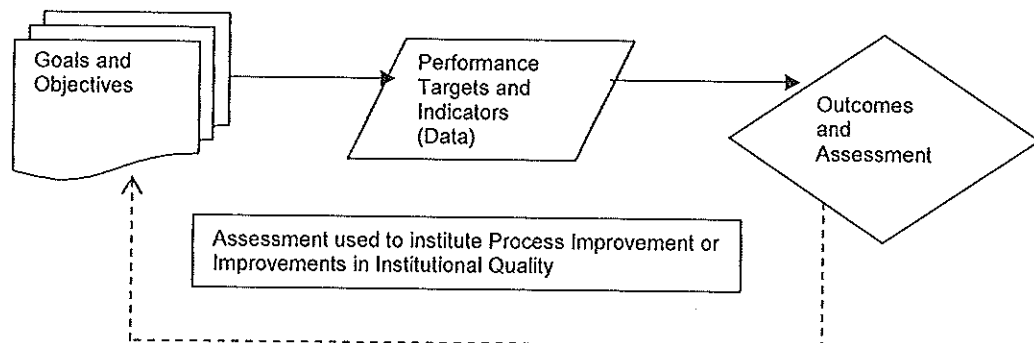 Goals and
Objectives
Performance
Targets and
Indicators
(Data)
Outcomes
and
Assessment
Assessment used to institute Process Improvement or
Improvements in Institutional Quality